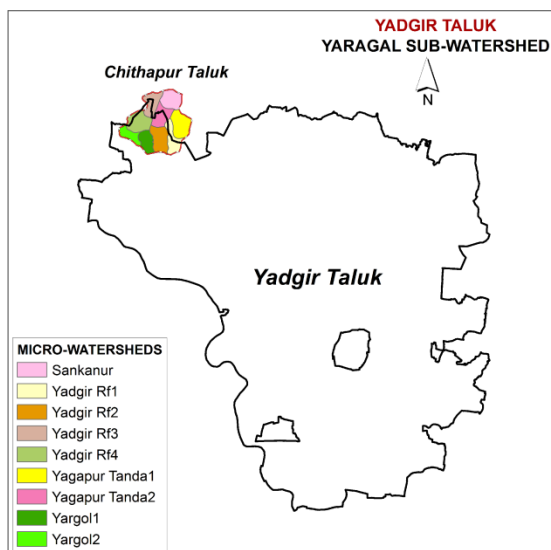 YADGIR TALUK
YARAGAL SUB-WATERSHED
Chithapur Taluk
N
Yadgir Taluk
MICRO-WATERSHEDS
Sankanur
Yadgir Rf1
Yadgir Rf2
Yadgir Rf3
Yadgir Rf4
Yagapur Tanda1
Yagapur Tanda2
Yargol1
Yargol2